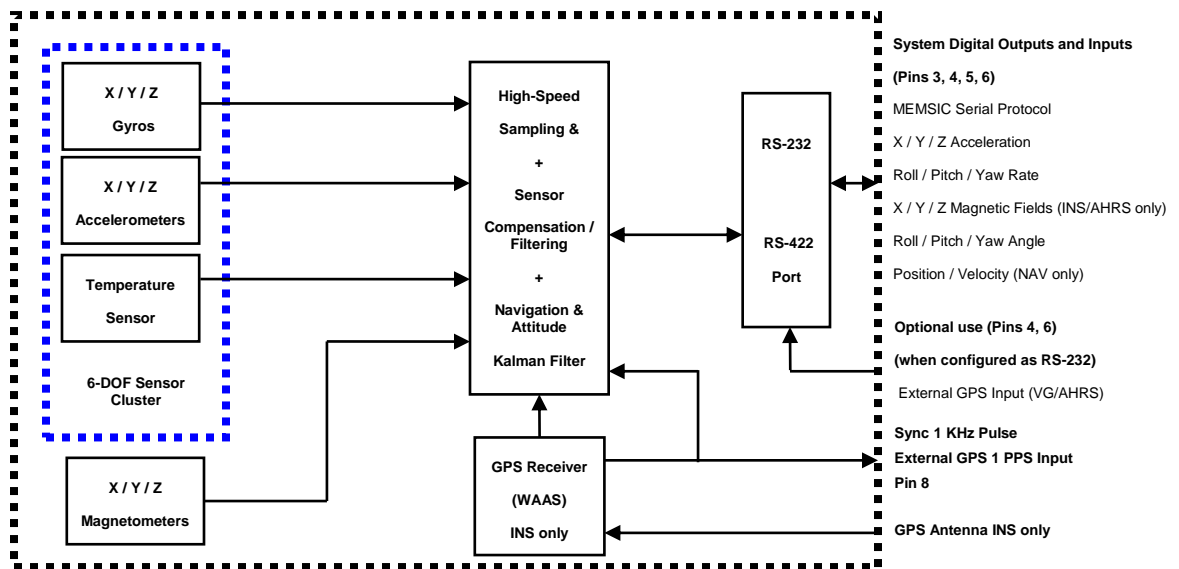 X / Y / Z
Gyros
X / Y / Z
Accelerometers
Temperature
Sensor
6-DOF Sensor
Cluster
X / Y / Z
Magnetometers
High-Speed
Sampling &
+
Sensor
Compensation /
Filtering
+
Navigation &
Attitude
Kalman Filter
GPS Receiver
(WAAS)
INS only
RS-232
RS-422
Port
System Digital Outputs and Inputs
(Pins 3, 4, 5, 6)
MEMSIC Serial Protocol
X / Y / Z Acceleration
Roll / Pitch / Yaw Rate
X / Y / Z Magnetic Fields (INS/AHRS only)
Roll / Pitch / Yaw Angle
Position / Velocity (NAV only)
Optional use (Pins 4, 6)
(when configured as RS-232)
External GPS Input (VG/AHRS)
Sync 1 KHz Pulse
External GPS 1 PPS Input
Pin 8
GPS Antenna INS only